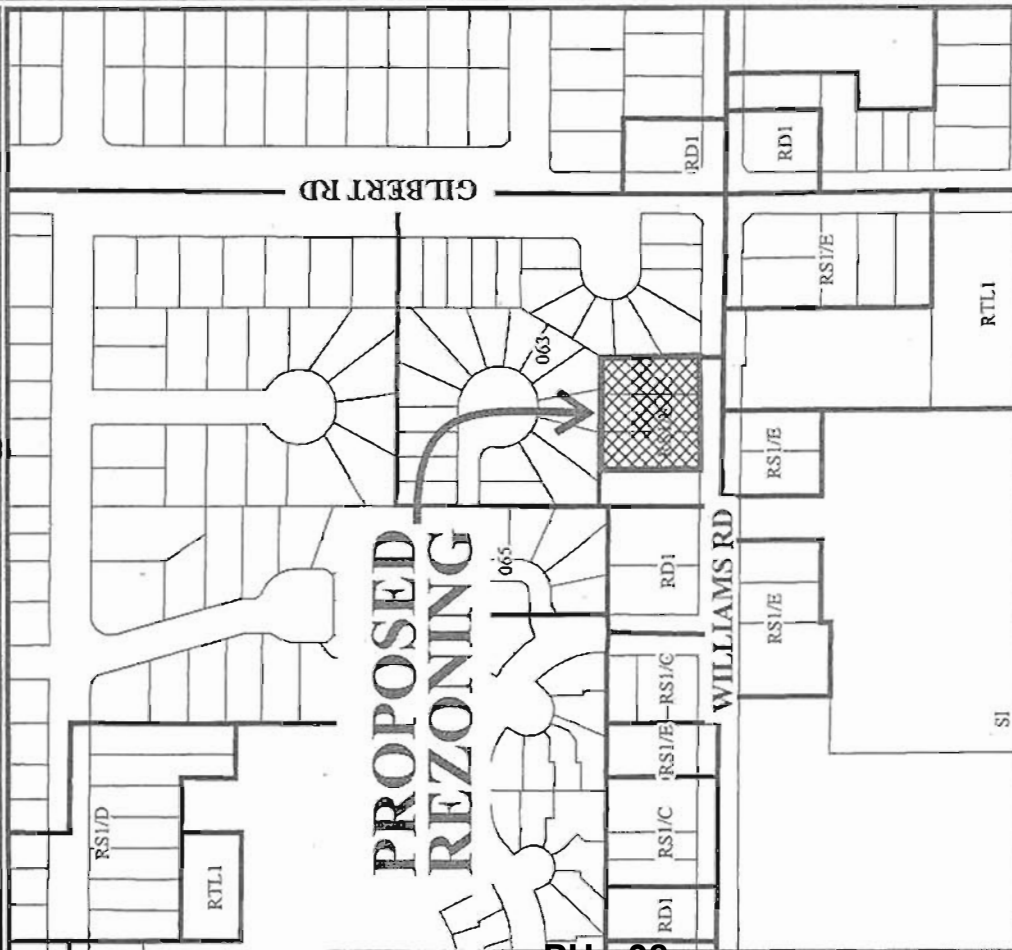 GILBERT RD
RD1
RD1
RS1/E
RTL1
063
RS1/E
PROPOSED
REZONING
065
RD1
WILLIAMS RD
RS1/E
RS1/C
RS1/E
RS1/C
RD1
S1
RS1/D
RTL1